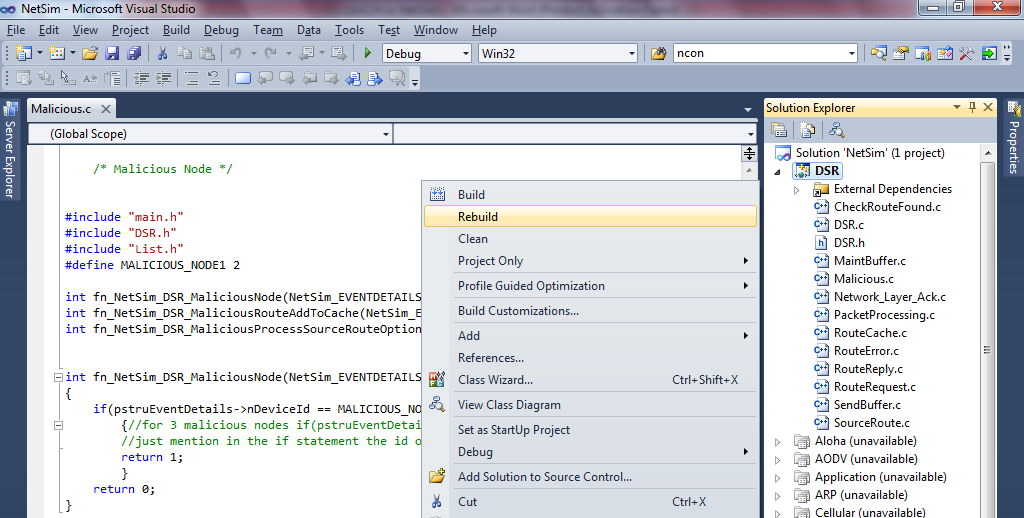 NetSim - Microsoft Visual Studio
File Edit View Project Build Debug Team Data Tools Test Window Help
Debug Win32 ncon
Malicious.c
(Global Scope)
Server Explorer
/* Malicious Node */
#include "main.h"
#include "DSR.h"
#include "List.h"
#define MALICIOUS_NODE1 2
int fn_NetSim_DSR_MaliciousNode(NetSim_EVENTDETAILS
int fn_NetSim_DSR_MaliciousRouteAddToCache(NetSim_E
int fn_NetSim_DSR_MaliciousProcessSourceRouteOption
int fn_NetSim_DSR_MaliciousNode(NetSim_EVENTDETAILS
{
if(pstruEventDetails->nDeviceId == MALICIOUS_NO
{//for 3 malicious nodes if(pstruEventDetai
//just mention in the if statement the id o
return 1;
}
return 0;
}
Build
Rebuild
Clean
Project Only
Profile Guided Optimization
Build Customizations...
Add
References...
Class Wizard... Ctrl+Shift+X
View Class Diagram
Set as StartUp Project
Debug
Add Solution to Source Control...
Cut Ctrl+X
Solution Explorer
Solution 'NetSim' (1 project)
DSR
External Dependencies
CheckRouteFound.c
DSR.c
DSR.h
MaintBuffer.c
Malicious.c
Network_Layer_Ack.c
PacketProcessing.c
RouteCache.c
RouteError.c
RouteReply.c
RouteRequest.c
SendBuffer.c
SourceRoute.c
Aloha (unavailable)
AODV (unavailable)
Application (unavailable)
ARP (unavailable)
Cellular (unavailable)
Properties